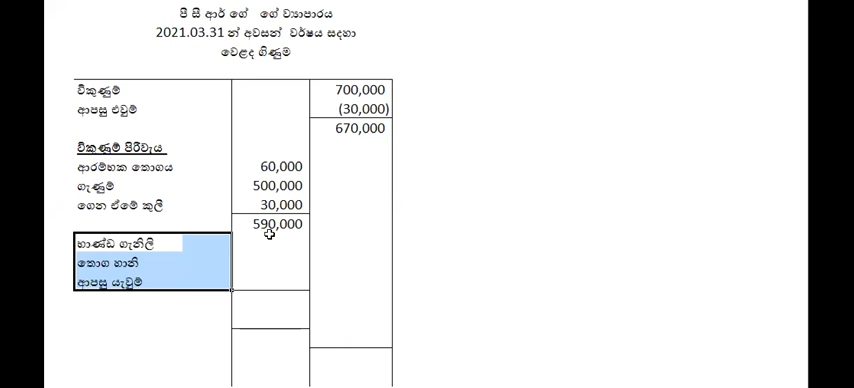 පී සී ආර් ගේ ගේ ව්‍යාපාරය
2021.03.31 න් අවසන් වර්ෂය සඳහා
වෙළද ගිණුම
විකුණුම් 700,000
ආපසු එවුම් (30,000)
670,000
විකුණුම් පිරිවැය
ආරම්භක තොගය 60,000
ගැණුම් 500,000
ගෙන ඒමේ කුලී 30,000
590,000
භාණ්ඩ ගැනිලි
තොග හානි
ආපසු යැවුම්